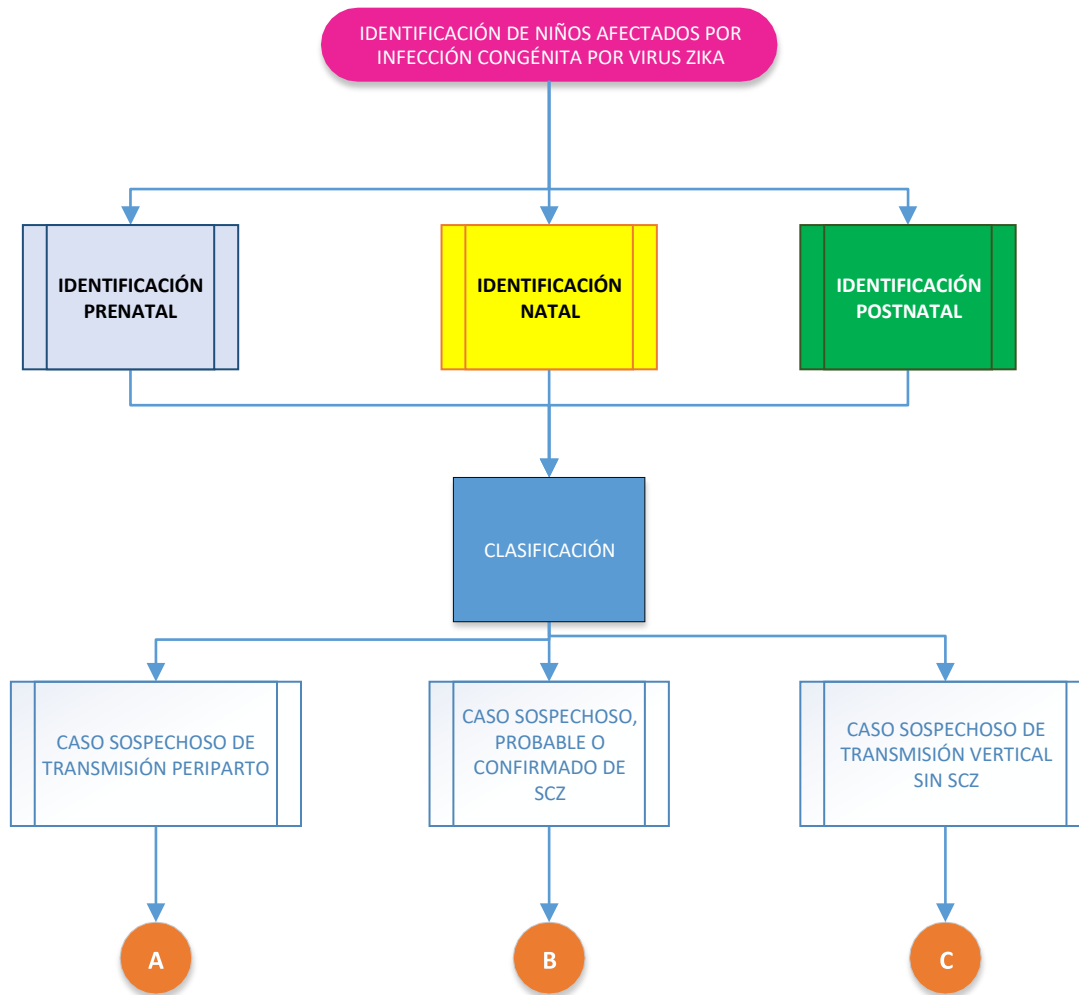 IDENTIFICACIÓN DE NIÑOS AFECTADOS POR
INFECCIÓN CONGÉNITA POR VIRUS ZIKA
IDENTIFICACIÓN
PRENATAL
IDENTIFICACIÓN
NATAL
IDENTIFICACIÓN
POSTNATAL
CLASIFICACIÓN
CASO SOSPECHOSO DE
TRANSMISIÓN PERIPARTO
CASO SOSPECHOSO,
PROBABLE O
CONFIRMADO DE
SCZ
CASO SOSPECHOSO DE
TRANSMISIÓN VERTICAL
SIN SCZ
A
B
C